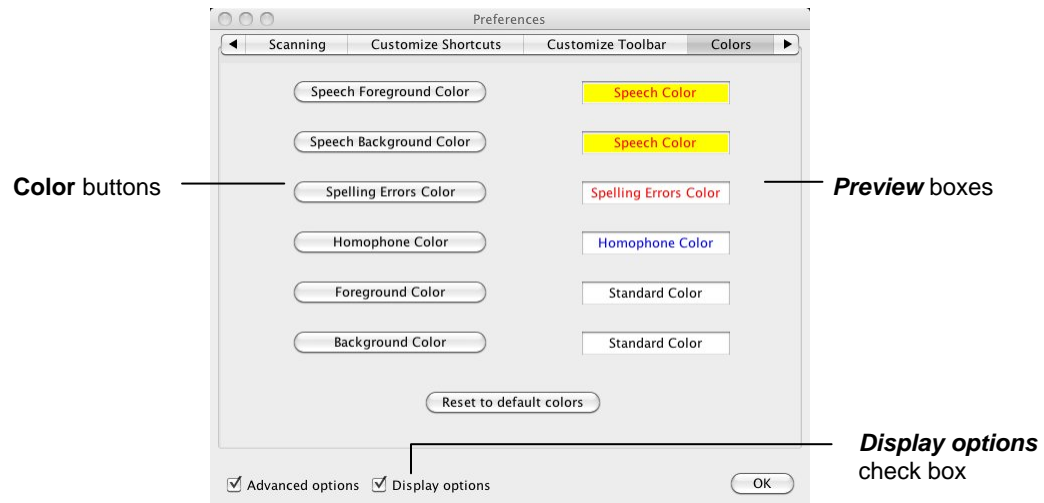 Preferences
◄ Scanning Customize Shortcuts Customize Toolbar Colors ►
Speech Foreground Color Speech Color
Speech Background Color Speech Color
Color buttons Spelling Errors Color Spelling Errors Color Preview boxes
Homophone Color Homophone Color
Foreground Color Standard Color
Background Color Standard Color
Reset to default colors
Display options
check box
Advanced options Display options OK